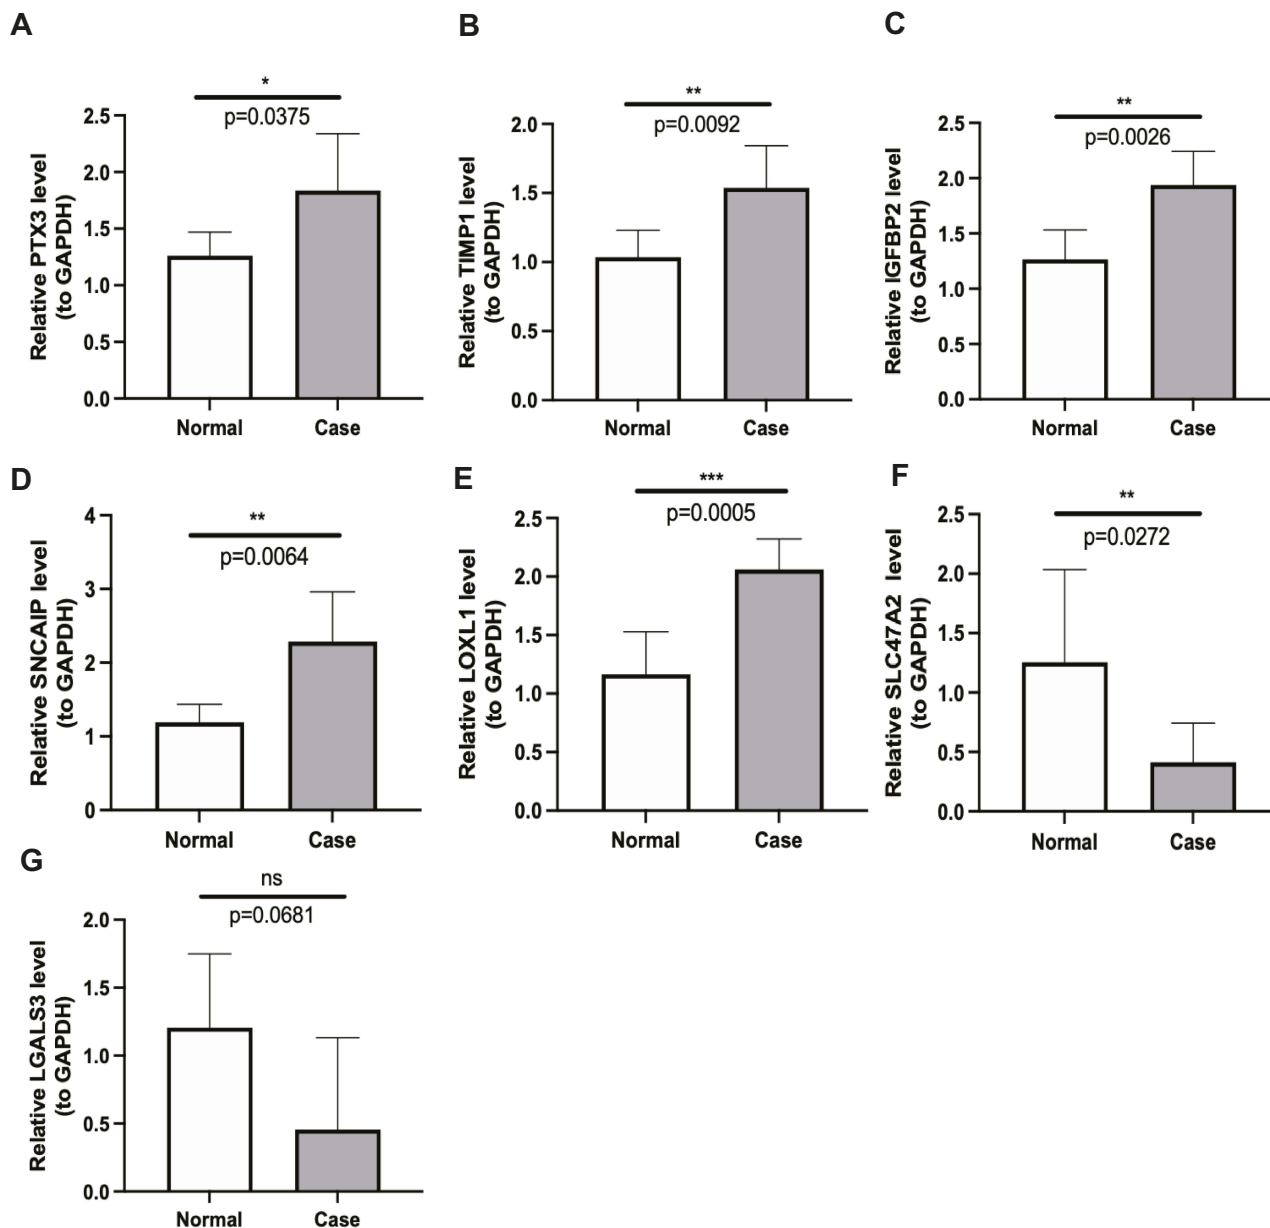 A
*
p=0.0375
Relative PTX3 level
(to GAPDH)
2.5
2.0
1.5
1.0
0.5
0.0
Normal Case
B
**
p=0.0092
Relative TIMP1 level
(to GAPDH)
2.0
1.5
1.0
0.5
0.0
Normal Case
C
**
p=0.0026
Relative IGFBP2 level
(to GAPDH)
2.5
2.0
1.5
1.0
0.5
0.0
Normal Case
D
**
p=0.0064
Relative SNCAIP level
(to GAPDH)
4
3
2
1
0
Normal Case
E
***
p=0.0005
Relative LOXL1 level
(to GAPDH)
2.5
2.0
1.5
1.0
0.5
0.0
Normal Case
F
**
p=0.0272
Relative SLC47A2 level
(to GAPDH)
2.5
2.0
1.5
1.0
0.5
0.0
Normal Case
G
ns
p=0.0681
Relative LGALS3 level
(to GAPDH)
2.0
1.5
1.0
0.5
0.0
Normal Case